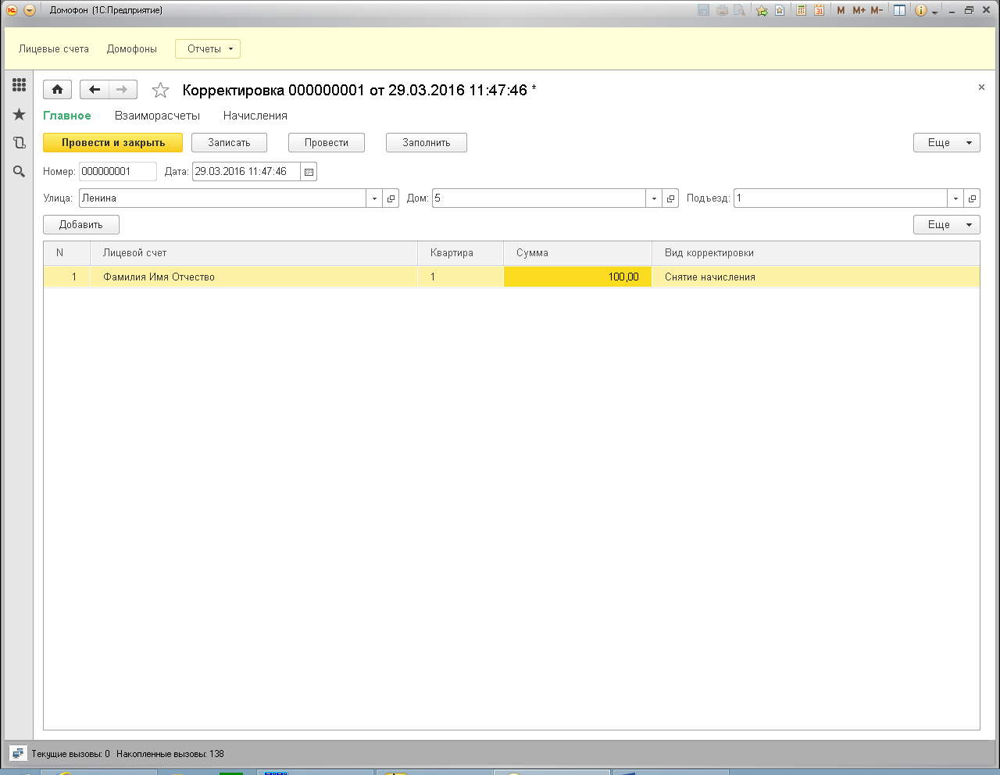 Домофон (1С:Предприятие)
M M+ M-
Лицевые счета Домофоны Отчеты
Корректировка 000000001 от 29.03.2016 11:47:46 *
Главное Взаиморасчеты Начисления
Провести и закрыть Записать Провести Заполнить Еще
Номер: 000000001 Дата: 29.03.2016 11:47:46
Улица: Ленина Дом: 5 Подъезд: 1
Добавить Еще
N Лицевой счет Квартира Сумма Вид корректировки
1 Фамилия Имя Отчество 1 100,00 Снятие начисления
Текущие вызовы: 0 Накопленные вызовы: 138